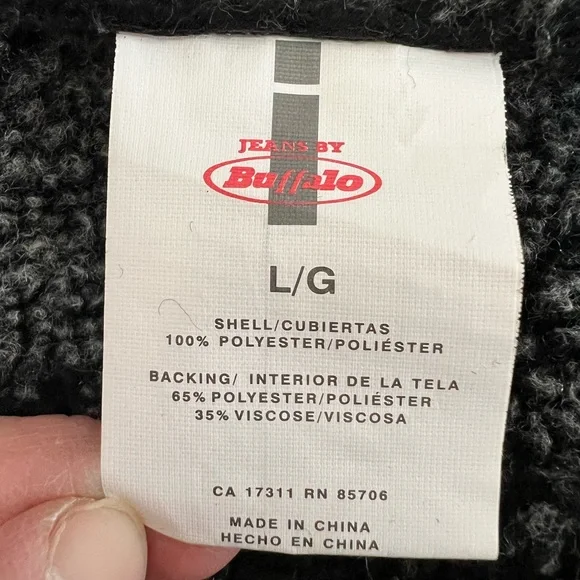 JEANS BY
Buffalo
L/G
SHELL/CUBIERTAS
100% POLYESTER/POLIÉSTER
BACKING/ INTERIOR DE LA TELA
65% POLYESTER/POLIÉSTER
35% VISCOSE/VISCOSA
CA 17311 RN 85706
MADE IN CHINA
HECHO EN CHINA